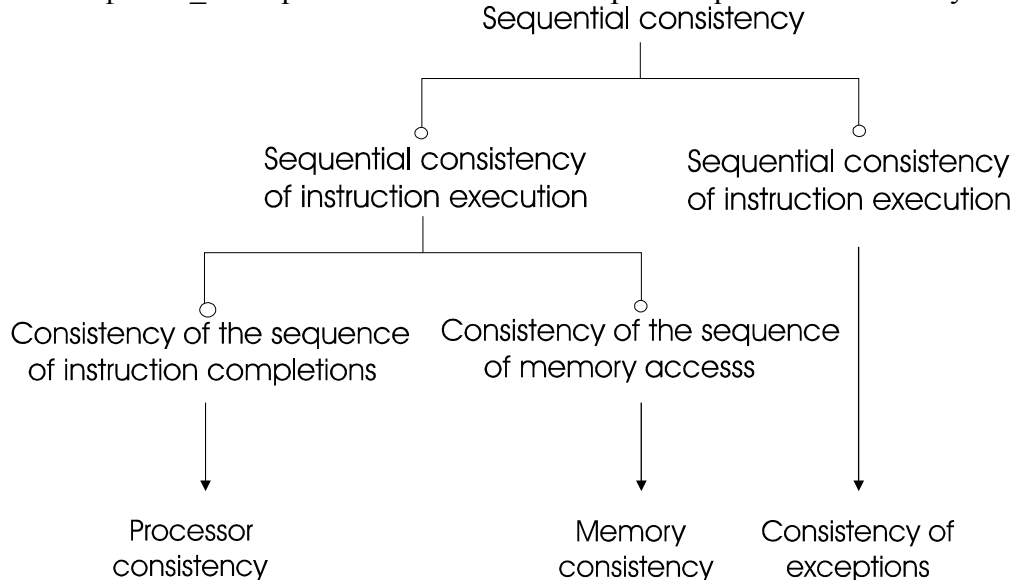 Sequential consistency
Sequential consistency
of instruction execution
Sequential consistency
of instruction execution
Consistency of the sequence
of instruction completions
Consistency of the sequence
of memory accesss
Processor
consistency
Memory
consistency
Consistency of
exceptions